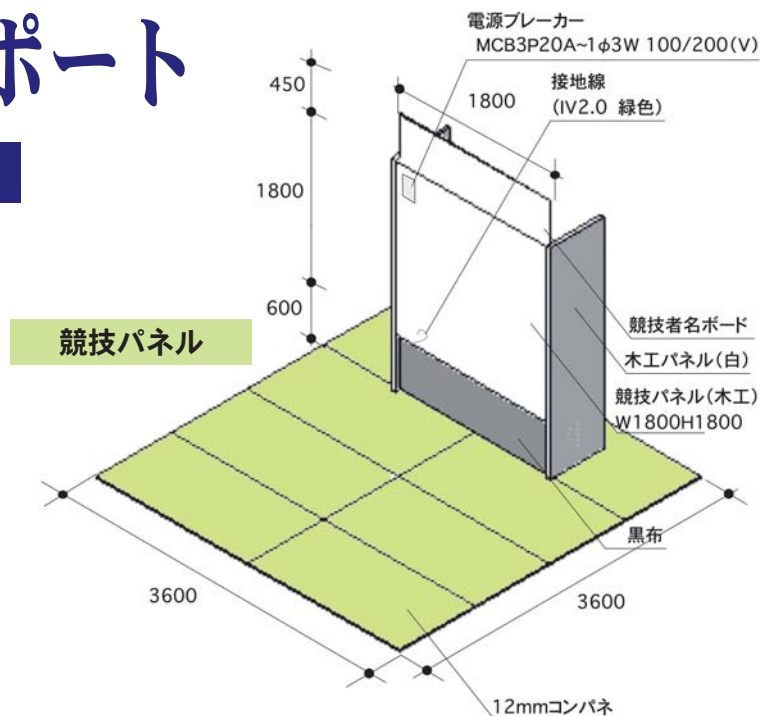 ポート
電源ブレーカー
MCB3P20A~1φ3W 100/200(V)
接地線
(IV2.0 緑色)
450
1800
1800
600
競技パネル
競技者名ボード
木工パネル(白)
競技パネル(木工)
W1800H1800
黒布
3600
3600
12mmコンパネ